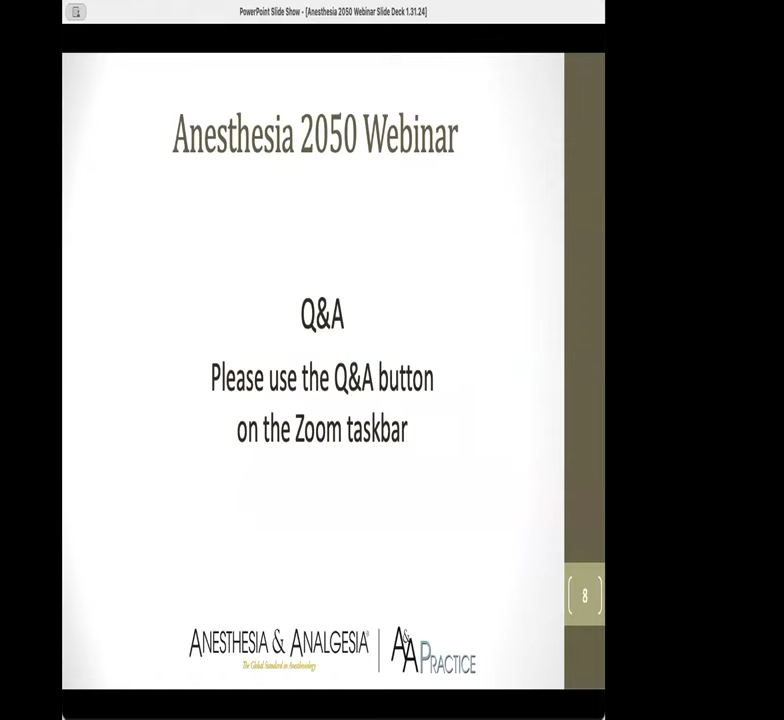 PowerPoint Slide Show - [Anesthesia 2050 Webinar Slide Deck 1.31.24]
Anesthesia 2050 Webinar
Q&A
Please use the Q&A button
on the Zoom taskbar
8
ANESTHESIA & ANALGESIA®
The Global Standard in Anesthesiology
A&A PRACTICE